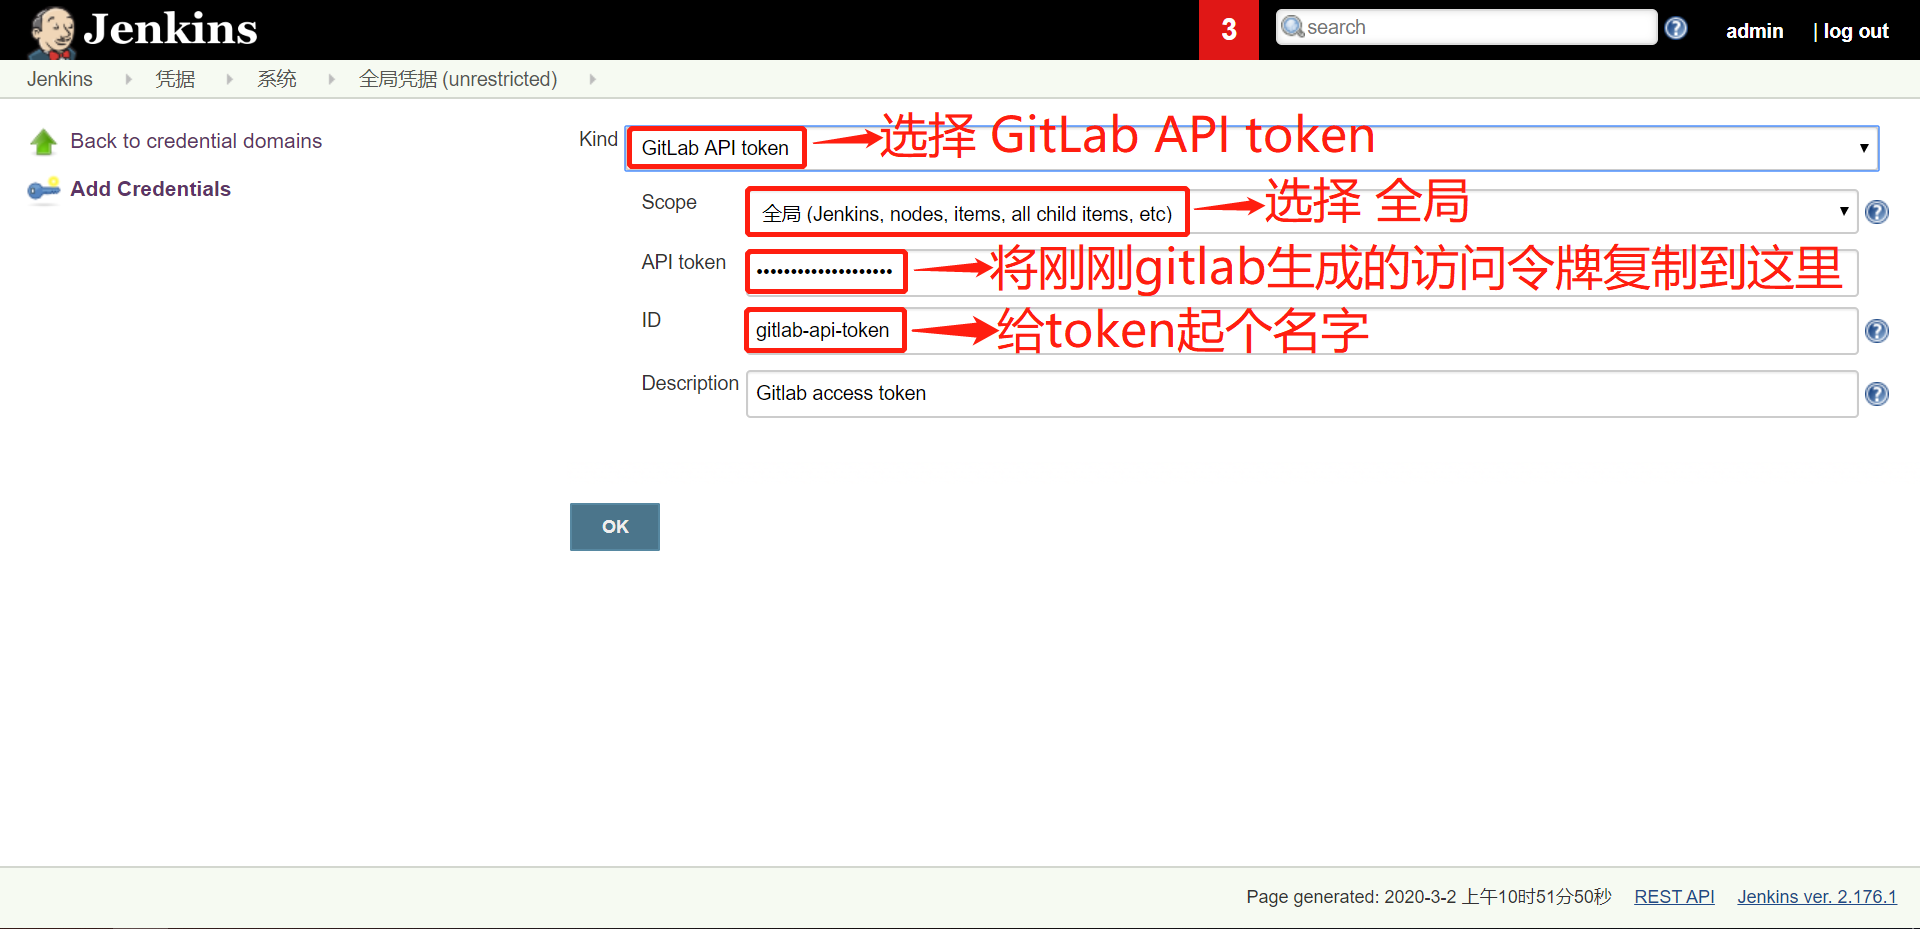 Jenkins
3
search
admin
| log out
Jenkins
凭据
系统
全局凭据 (unrestricted)
Back to credential domains
Add Credentials
Kind
GitLab API token
选择 GitLab API token
Scope
全局 (Jenkins, nodes, items, all child items, etc)
选择 全局
API token
••••••••••••••••••••
将刚刚gitlab生成的访问令牌复制到这里
ID
gitlab-api-token
给token起个名字
Description
Gitlab access token
OK
Page generated: 2020-3-2 上午10时51分50秒
REST API
Jenkins ver. 2.176.1